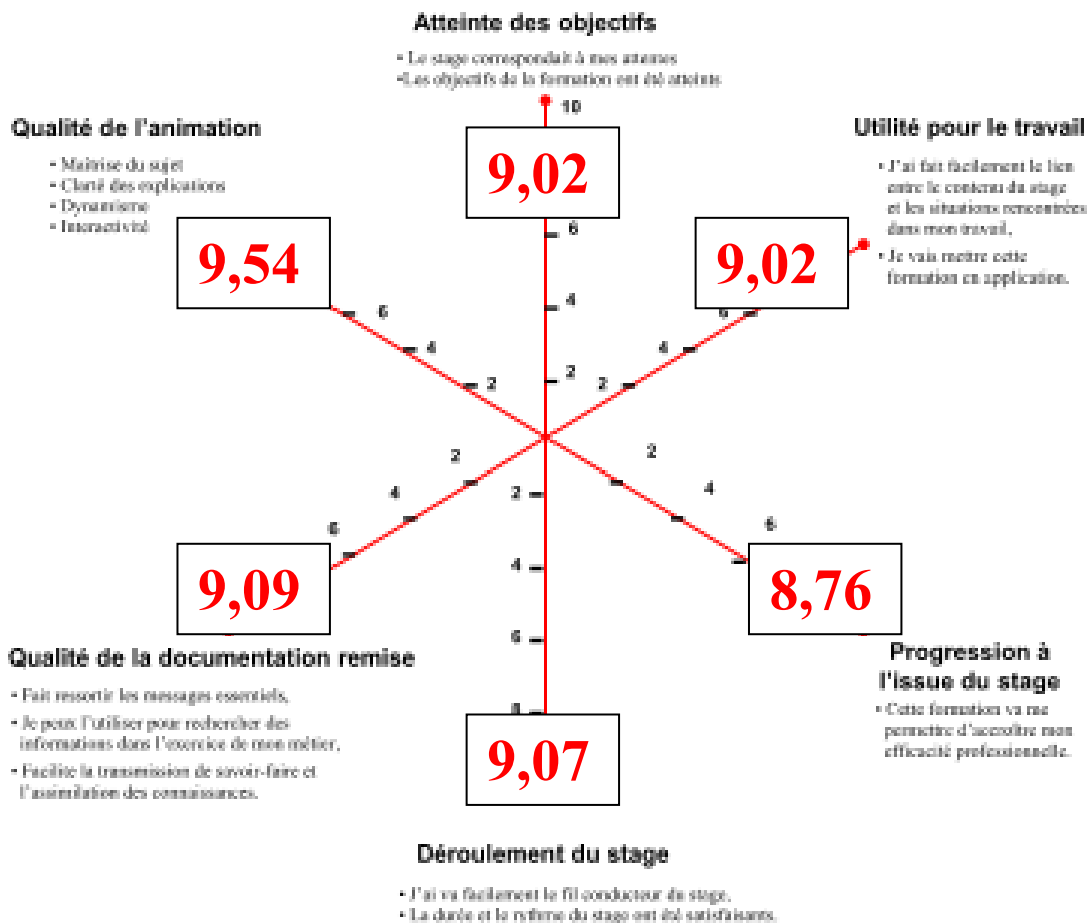 Atteinte des objectifs
• Le stage correspondait à mes attentes
•Les objectifs de la formation ont été atteints
10
Qualité de l'animation
• Maîtrise du sujet
• Clarté des explications
• Dynamisme
• Interactivité
Utilité pour le travail
• J'ai fait facilement le lien
entre le contenu du stage
et les situations rencontrées
dans mon travail.
• Je vais mettre cette
formation en application.
9,02
9,54
9,02
6
4
2
6
4
2
6
4
2
2
4
6
2
4
6
2
4
6
8
9,09
8,76
9,07
Qualité de la documentation remise
• Fait ressortir les messages essentiels.
• Je peux l'utiliser pour rechercher des
informations dans l'exercice de mon métier.
• Facilite la transmission de savoir-faire et
l'assimilation des connaissances.
Progression à
l'issue du stage
• Cette formation va me
permettre d'accroître mon
efficacité professionnelle.
Déroulement du stage
• J'ai vu facilement le fil conducteur du stage.
• La durée et le rythme du stage ont été satisfaisants.